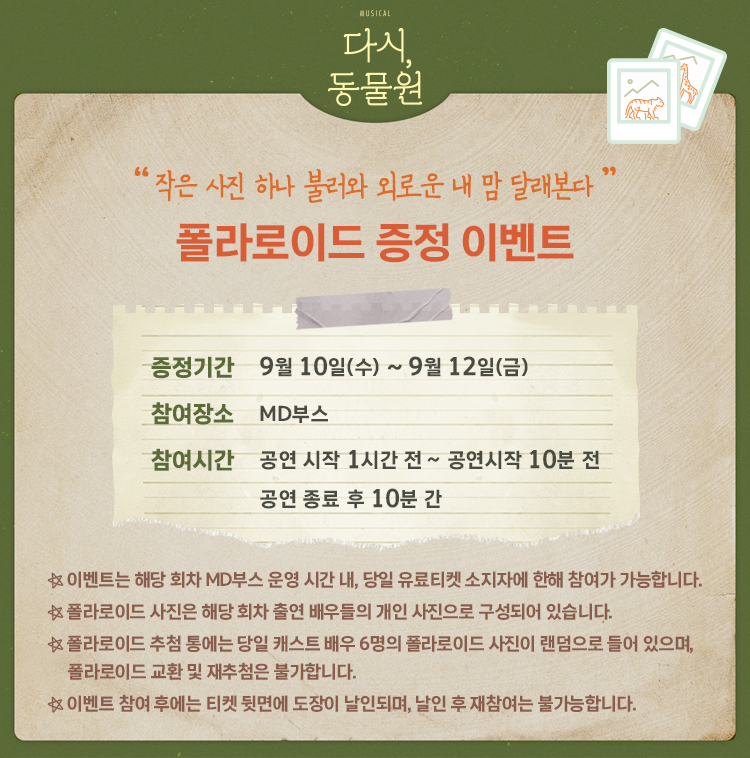 MUSICAL
다시,
동물원
“ 작은 사진 하나 불러와 외로운 내 맘 달래본다 ”
폴라로이드 증정 이벤트
증정기간 9월 10일(수) ~ 9월 12일(금)
참여장소 MD부스
참여시간 공연 시작 1시간 전 ~ 공연시작 10분 전
공연 종료 후 10분 간
☆ 이벤트는 해당 회차 MD부스 운영 시간 내, 당일 유료티켓 소지자에 한해 참여가 가능합니다.
☆ 폴라로이드 사진은 해당 회차 출연 배우들의 개인 사진으로 구성되어 있습니다.
☆ 폴라로이드 추첨 통에는 당일 캐스트 배우 6명의 폴라로이드 사진이 랜덤으로 들어 있으며,
폴라로이드 교환 및 재추첨은 불가합니다.
☆ 이벤트 참여 후에는 티켓 뒷면에 도장이 날인되며, 날인 후 재참여는 불가능합니다.